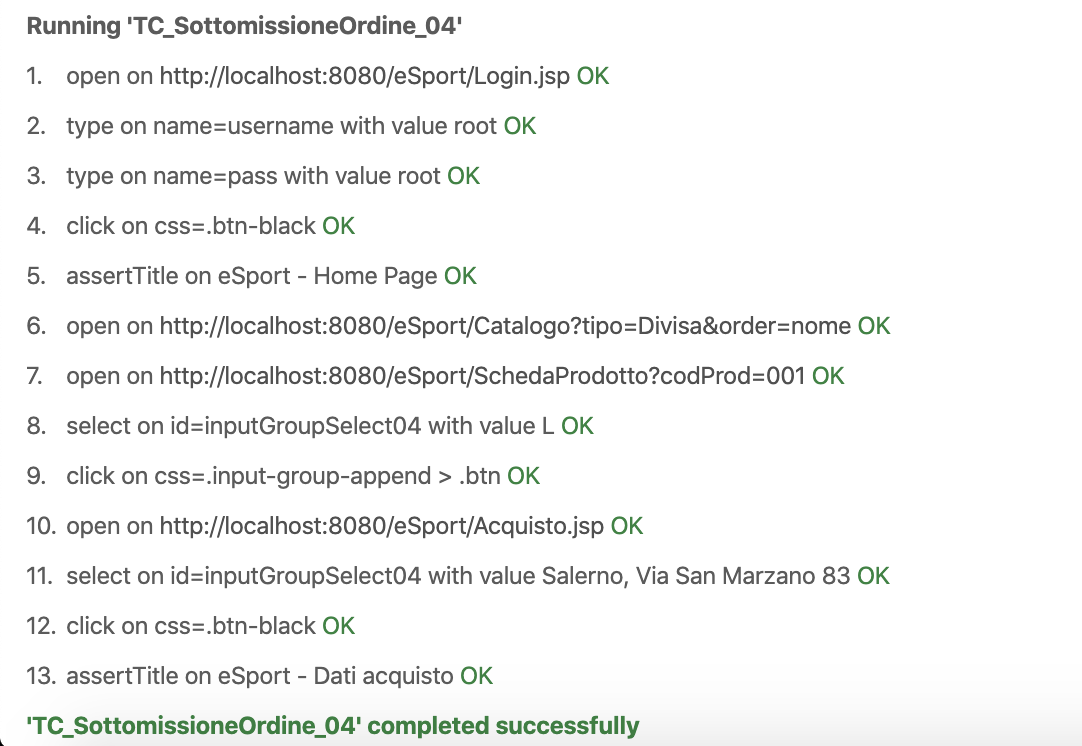 Running 'TC_SottomissioneOrdine_04'
1. open on http://localhost:8080/eSport/Login.jsp OK
2. type on name=username with value root OK
3. type on name=pass with value root OK
4. click on css=.btn-black OK
5. assertTitle on eSport - Home Page OK
6. open on http://localhost:8080/eSport/Catalogo?tipo=Divisa&order=nome OK
7. open on http://localhost:8080/eSport/SchedaProdotto?codProd=001 OK
8. select on id=inputGroupSelect04 with value L OK
9. click on css=.input-group-append > .btn OK
10. open on http://localhost:8080/eSport/Acquisto.jsp OK
11. select on id=inputGroupSelect04 with value Salerno, Via San Marzano 83 OK
12. click on css=.btn-black OK
13. assertTitle on eSport - Dati acquisto OK
'TC_SottomissioneOrdine_04' completed successfully